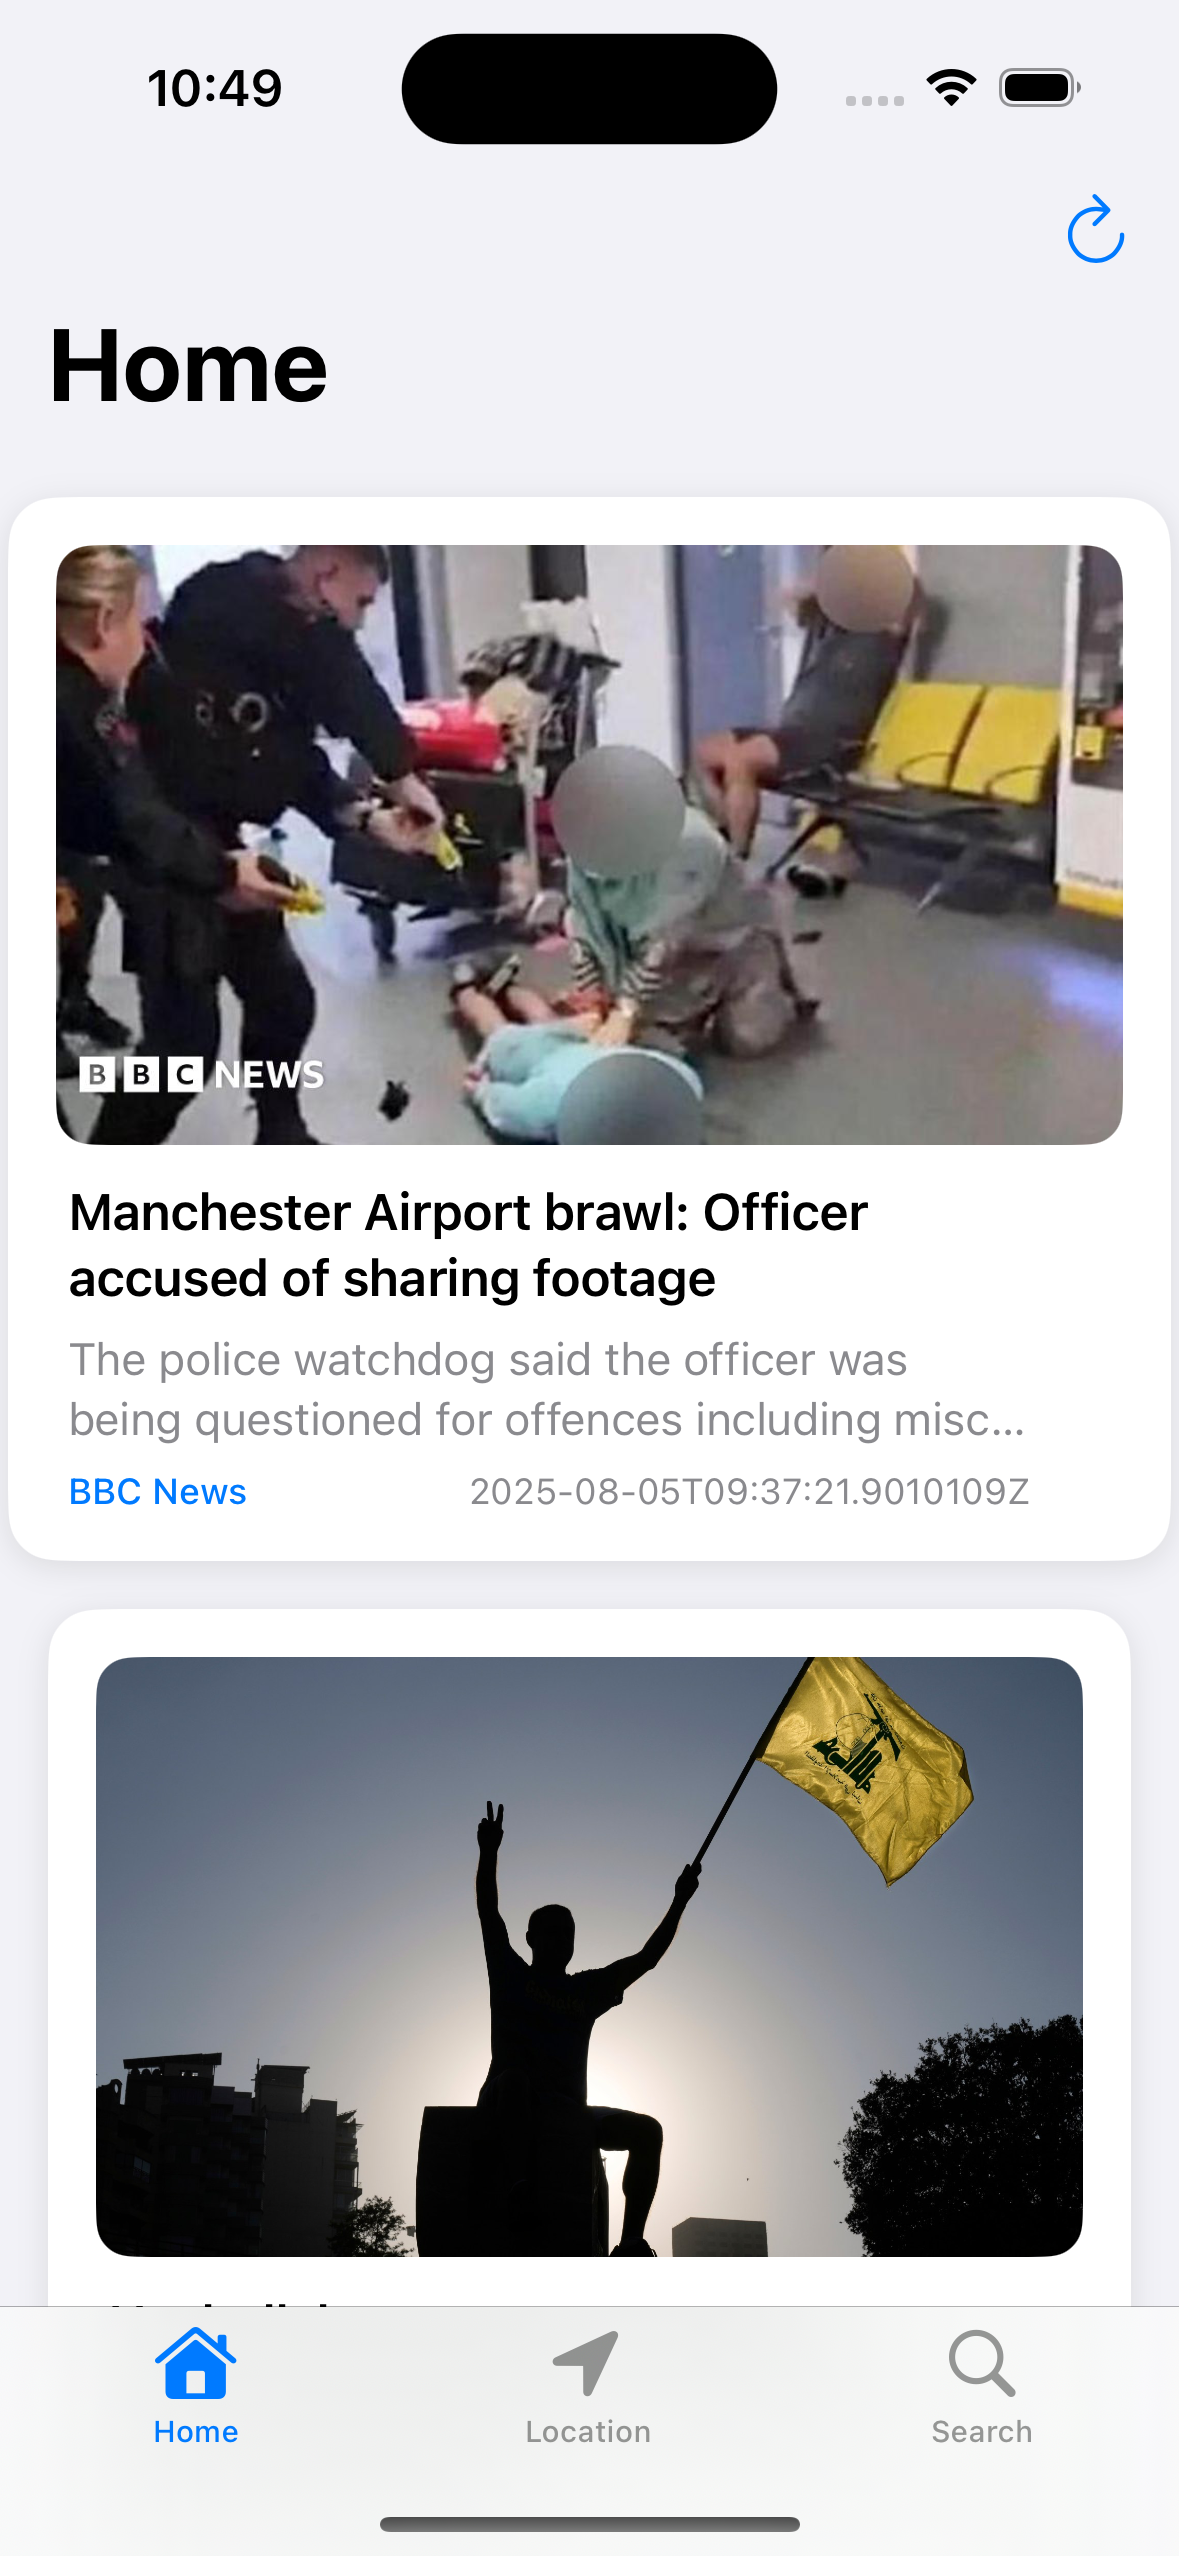 10:49
Home
BBC NEWS
Manchester Airport brawl: Officer
accused of sharing footage
The police watchdog said the officer was
being questioned for offences including misc...
BBC News
2025-08-05T09:37:21.9010109Z
Home
Location
Search